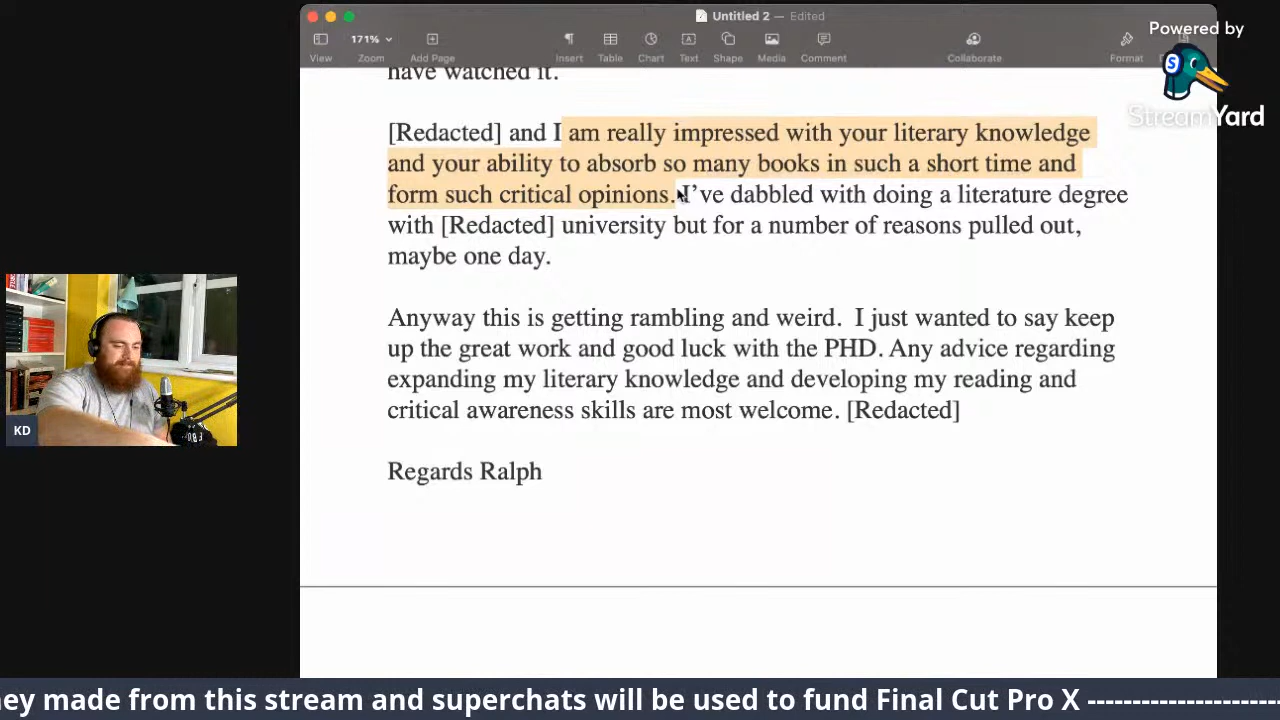 Untitled 2 — Edited
171%
View
Zoom
Add Page
Insert
Table
Chart
Text
Shape
Media
Comment
Collaborate
Format
Powered by
StreamYard
have watched it.
[Redacted] and I am really impressed with your literary knowledge
and your ability to absorb so many books in such a short time and
form such critical opinions. I’ve dabbled with doing a literature degree
with [Redacted] university but for a number of reasons pulled out,
maybe one day.
Anyway this is getting rambling and weird.  I just wanted to say keep
up the great work and good luck with the PHD. Any advice regarding
expanding my literary knowledge and developing my reading and
critical awareness skills are most welcome. [Redacted]
Regards Ralph
KD
ey made from this stream and superchats will be used to fund Final Cut Pro X --------------------